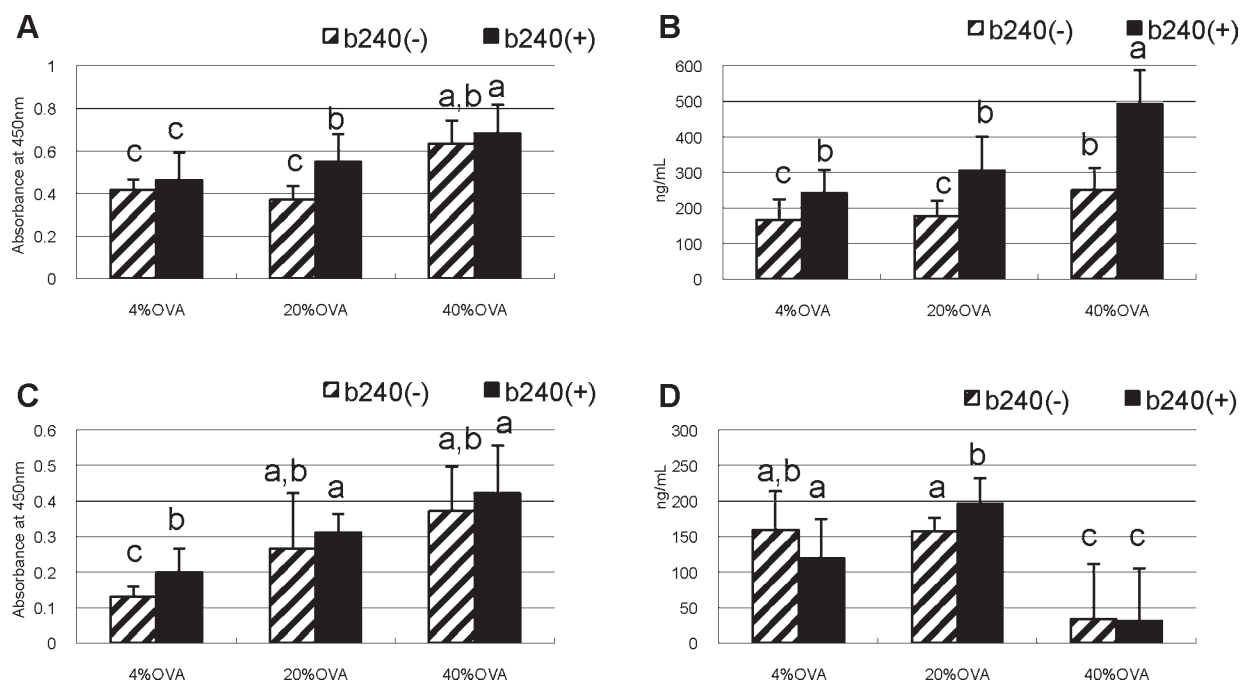 A
b240(-) b240(+)
Absorbance at 450nm
1
0.8
0.6
0.4
0.2
0
c c
c b
a,b a
4%OVA 20%OVA 40%OVA
B
b240(-) b240(+)
ng/mL
600
500
400
300
200
100
0
c b
c b
b a
4%OVA 20%OVA 40%OVA
C
b240(-) b240(+)
Absorbance at 450nm
0.6
0.5
0.4
0.3
0.2
0.1
0
c b
a,b a
a,b a
4%OVA 20%OVA 40%OVA
D
b240(-) b240(+)
ng/mL
300
250
200
150
100
50
0
a,b a
a b
c c
4%OVA 20%OVA 40%OVA